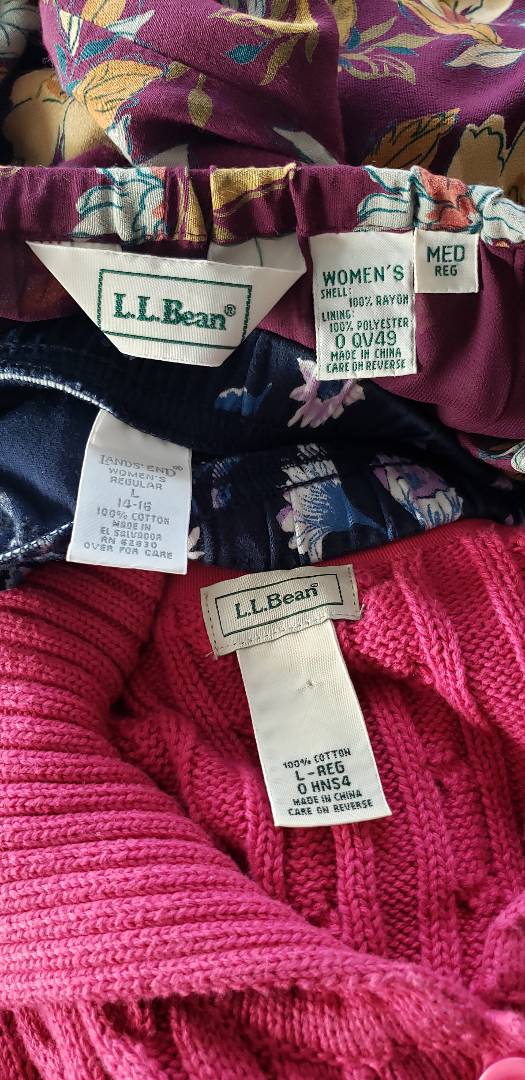 L.L.Bean®
WOMEN'S
SHELL:
100% RAYON
LINING:
100% POLYESTER
0 QV49
MADE IN CHINA
CARE ON REVERSE
MED
REG
LANDS' END®
WOMEN'S
REGULAR
L
14-16
100% COTTON
MADE IN
EL SALVADOR
RN 62830
OVER FOR CARE
L.L.Bean®
100% COTTON
L-REG
0 HNS4
MADE IN CHINA
CARE ON REVERSE